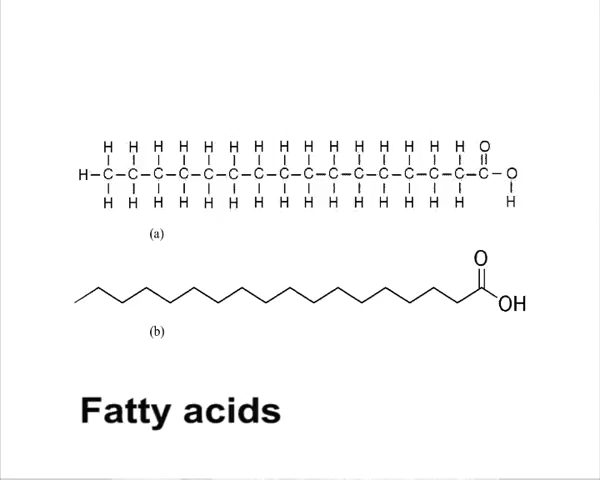 H H H H H H H H H H H H H H H O
H–C–C–C–C–C–C–C–C–C–C–C–C–C–C–C–C–O
H H H H H H H H H H H H H H H H
(a)
O
OH
(b)
Fatty acids